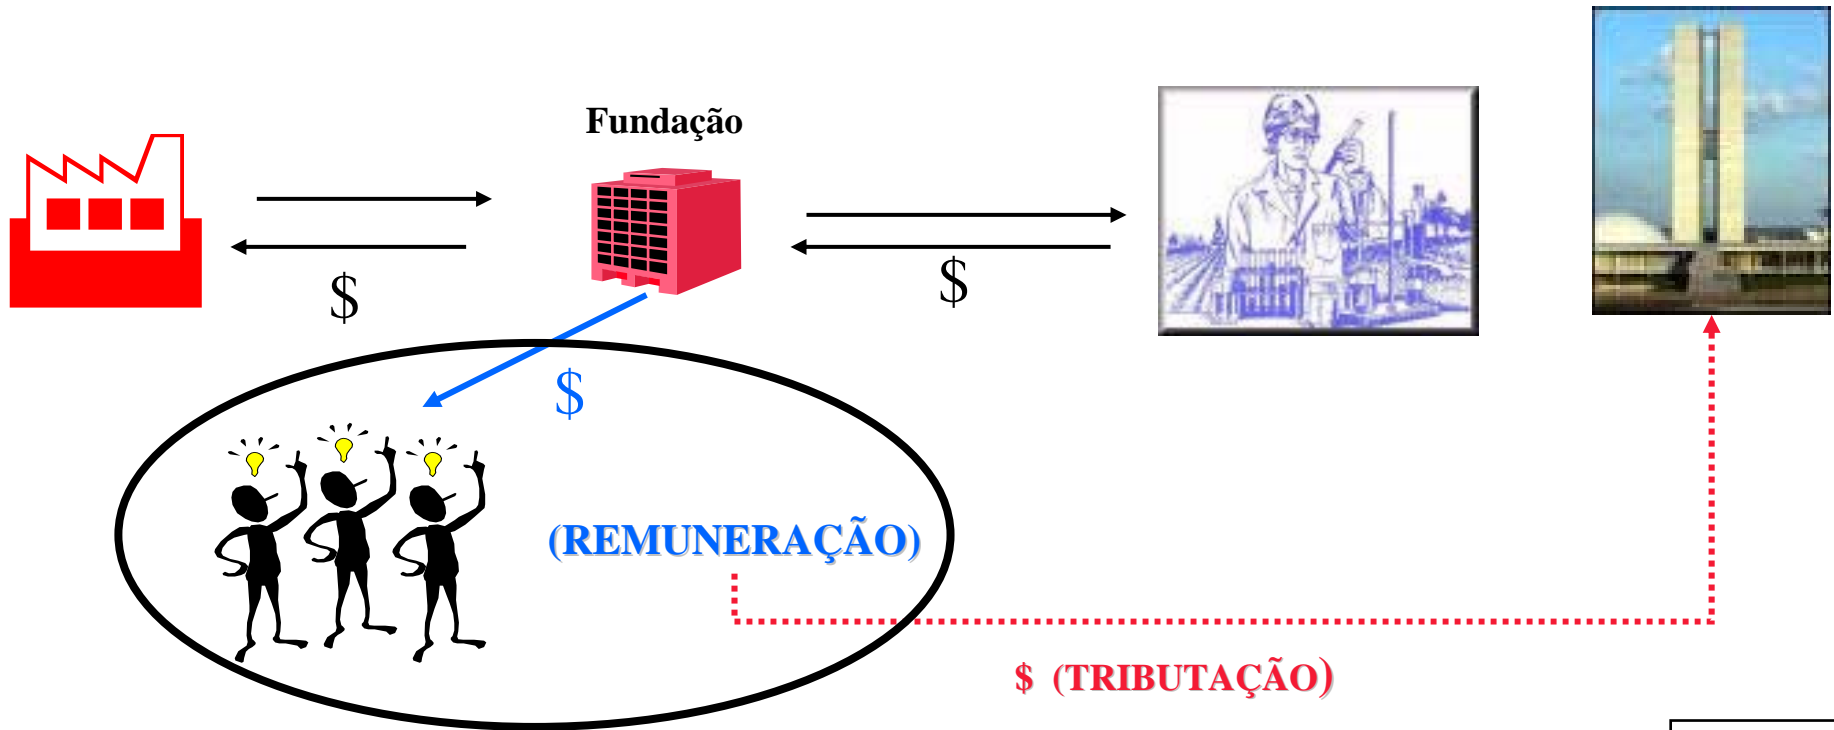 Fundação
$
$
$
(REMUNERAÇÃO)
$ (TRIBUTAÇÃO)